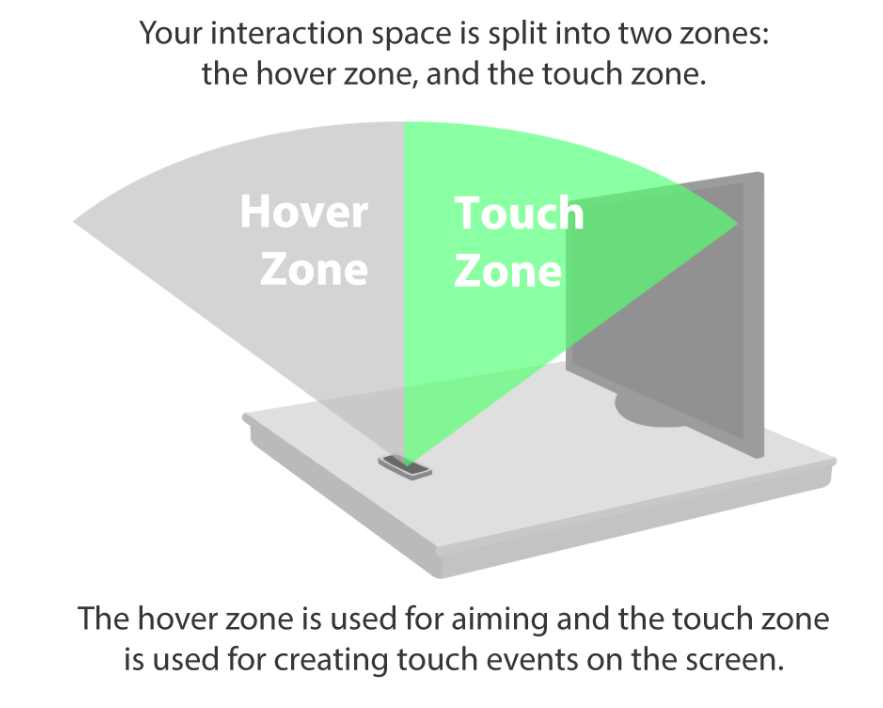 Your interaction space is split into two zones:
the hover zone, and the touch zone.
Hover
Zone
Touch
Zone
The hover zone is used for aiming and the touch zone
is used for creating touch events on the screen.